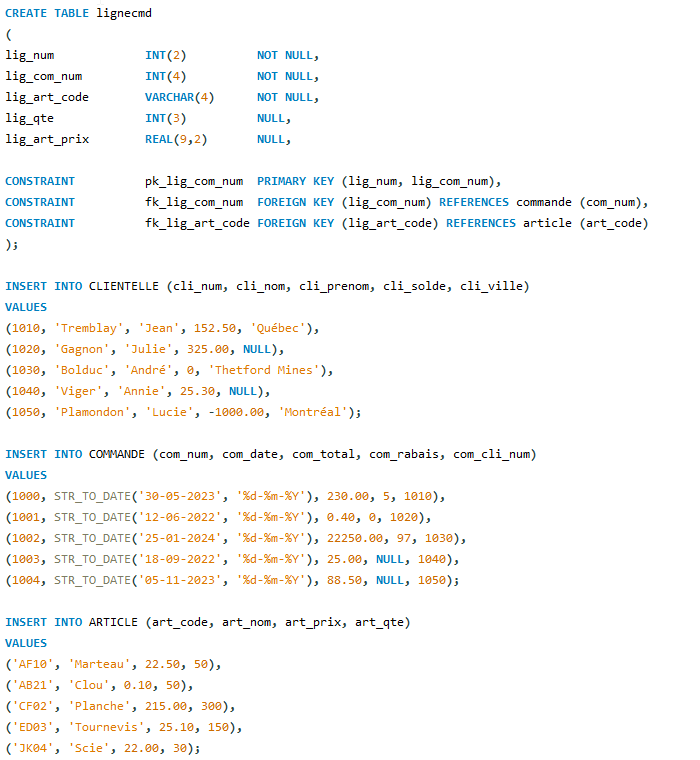 CREATE TABLE lignecmd
(
lig_num INT(2) NOT NULL,
lig_com_num INT(4) NOT NULL,
lig_art_code VARCHAR(4) NOT NULL,
lig_qte INT(3) NULL,
lig_art_prix REAL(9,2) NULL,
CONSTRAINT pk_lig_com_num PRIMARY KEY (lig_num, lig_com_num),
CONSTRAINT fk_lig_com_num FOREIGN KEY (lig_com_num) REFERENCES commande (com_num),
CONSTRAINT fk_lig_art_code FOREIGN KEY (lig_art_code) REFERENCES article (art_code)
);
INSERT INTO CLIENTELLE (cli_num, cli_nom, cli_prenom, cli_solde, cli_ville)
VALUES
(1010, 'Tremblay', 'Jean', 152.50, 'Québec'),
(1020, 'Gagnon', 'Julie', 325.00, NULL),
(1030, 'Bolduc', 'André', 0, 'Thetford Mines'),
(1040, 'Viger', 'Annie', 25.30, NULL),
(1050, 'Plamondon', 'Lucie', -1000.00, 'Montréal');
INSERT INTO COMMANDE (com_num, com_date, com_total, com_rabais, com_cli_num)
VALUES
(1000, STR_TO_DATE('30-05-2023', '%d-%m-%Y'), 230.00, 5, 1010),
(1001, STR_TO_DATE('12-06-2022', '%d-%m-%Y'), 0.40, 0, 1020),
(1002, STR_TO_DATE('25-01-2024', '%d-%m-%Y'), 22250.00, 97, 1030),
(1003, STR_TO_DATE('18-09-2022', '%d-%m-%Y'), 25.00, NULL, 1040),
(1004, STR_TO_DATE('05-11-2023', '%d-%m-%Y'), 88.50, NULL, 1050);
INSERT INTO ARTICLE (art_code, art_nom, art_prix, art_qte)
VALUES
('AF10', 'Marteau', 22.50, 50),
('AB21', 'Clou', 0.10, 50),
('CF02', 'Planche', 215.00, 300),
('ED03', 'Tournevis', 25.10, 150),
('JK04', 'Scie', 22.00, 30);